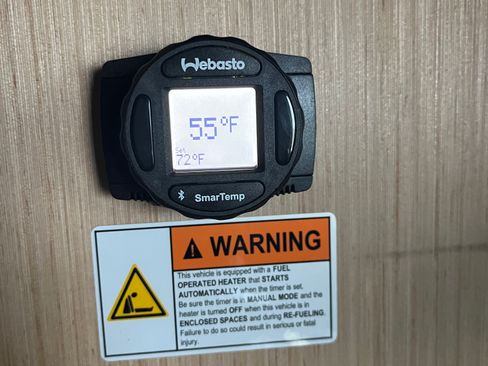 Webasto
55°F
Set
72°F
SmarTemp
WARNING
This vehicle is equipped with a FUEL
OPERATED HEATER that STARTS
AUTOMATICALLY when the timer is set.
Be sure the timer is in MANUAL MODE and the
heater is turned OFF when this vehicle is in
ENCLOSED SPACES and during RE-FUELING.
Failure to do so could result in serious or fatal
injury.